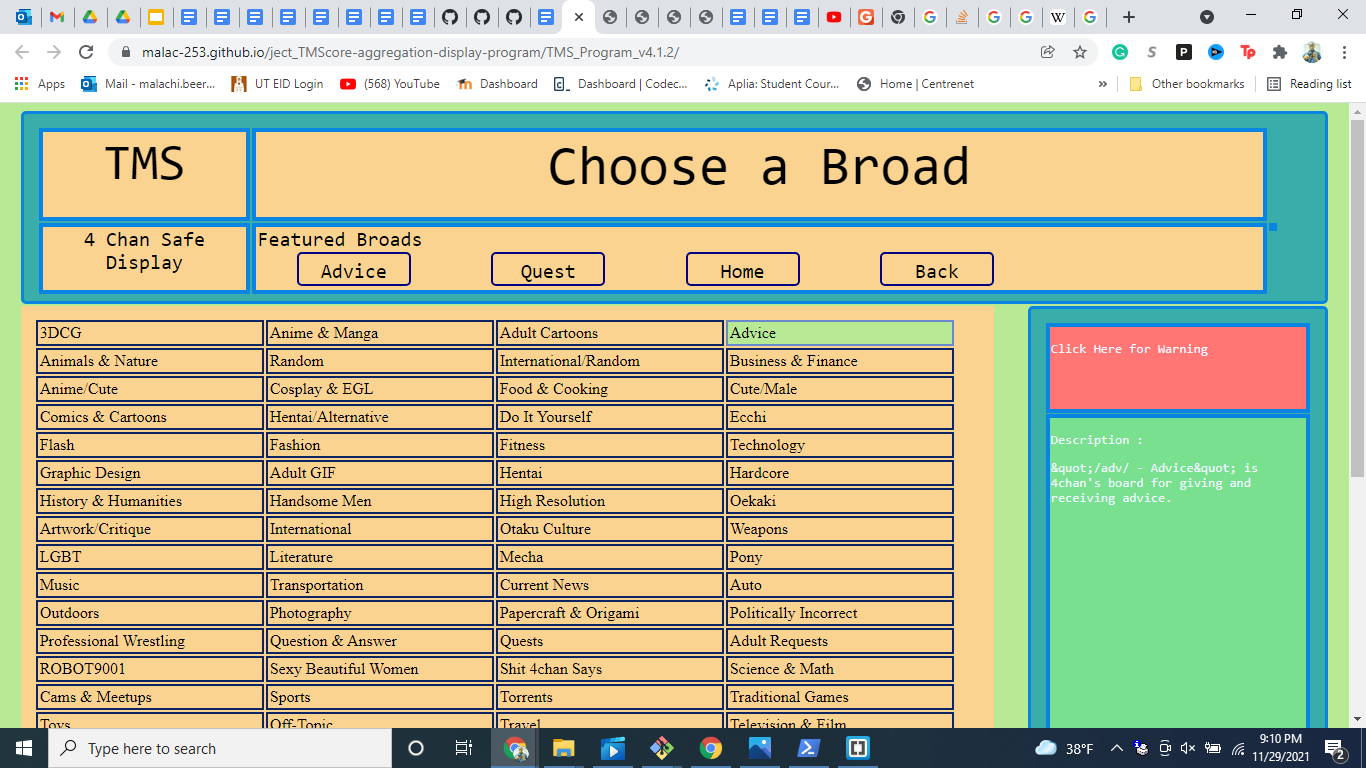 malac-253.github.io/ject_TMScore-aggregation-display-program/TMS_Program_v4.1.2/
Apps
Mail - malachi.beer...
UT EID Login
(568) YouTube
Dashboard
Dashboard | Codec...
Aplia: Student Cour...
Home | Centrenet
»
Other bookmarks
Reading list
TMS
Choose a Broad
4 Chan Safe
Display
Featured Broads
Advice Quest Home Back
3DCG Anime & Manga Adult Cartoons Advice
Animals & Nature Random International/Random Business & Finance
Anime/Cute Cosplay & EGL Food & Cooking Cute/Male
Comics & Cartoons Hentai/Alternative Do It Yourself Ecchi
Flash Fashion Fitness Technology
Graphic Design Adult GIF Hentai Hardcore
History & Humanities Handsome Men High Resolution Oekaki
Artwork/Critique International Otaku Culture Weapons
LGBT Literature Mecha Pony
Music Transportation Current News Auto
Outdoors Photography Papercraft & Origami Politically Incorrect
Professional Wrestling Question & Answer Quests Adult Requests
ROBOT9001 Sexy Beautiful Women Shit 4chan Says Science & Math
Cams & Meetups Sports Torrents Traditional Games
Toys Off-Topic Travel Television & Film
Click Here for Warning
Description :
&quot;/adv/ - Advice&quot; is
4chan's board for giving and
receiving advice.
Type here to search
38°F
9:10 PM
11/29/2021
2